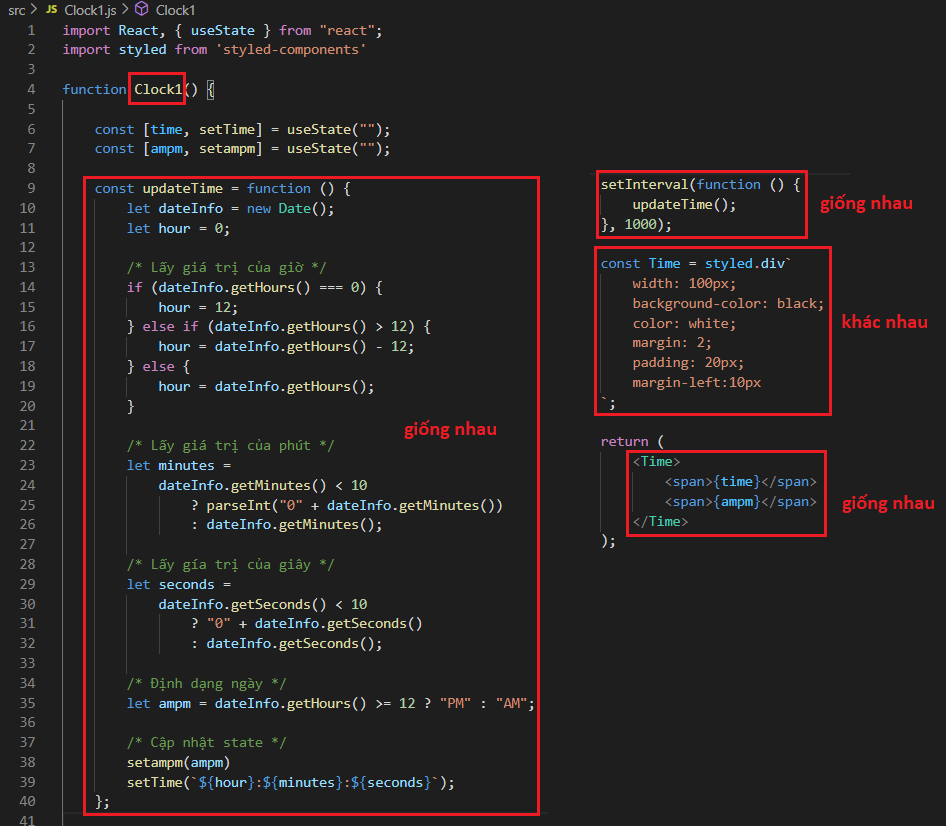 src > JS Clock1.js > Clock1
1 import React, { useState } from "react";
2 import styled from 'styled-components'
3
4 function Clock1() {
5
6 const [time, setTime] = useState("");
7 const [ampm, setampm] = useState("");
8
9 const updateTime = function () {
10 let dateInfo = new Date();
11 let hour = 0;
12
13 /* Lấy giá trị của giờ */
14 if (dateInfo.getHours() === 0) {
15 hour = 12;
16 } else if (dateInfo.getHours() > 12) {
17 hour = dateInfo.getHours() - 12;
18 } else {
19 hour = dateInfo.getHours();
20 }
21
giống nhau
22 /* Lấy giá trị của phút */
23 let minutes =
24 dateInfo.getMinutes() < 10
25 ? parseInt("0" + dateInfo.getMinutes())
26 : dateInfo.getMinutes();
27
28 /* Lấy gía trị của giây */
29 let seconds =
30 dateInfo.getSeconds() < 10
31 ? "0" + dateInfo.getSeconds()
32 : dateInfo.getSeconds();
33
34 /* Định dạng ngày */
35 let ampm = dateInfo.getHours() >= 12 ? "PM" : "AM";
36
37 /* Cập nhật state */
38 setampm(ampm)
39 setTime(`${hour}:${minutes}:${seconds}`);
40 };
41
setInterval(function () {
updateTime();
}, 1000);
giống nhau
const Time = styled.div`
width: 100px;
background-color: black;
color: white;
margin: 2;
padding: 20px;
margin-left:10px
`;
khác nhau
return (
<Time>
<span>{time}</span>
<span>{ampm}</span>
</Time>
);
giống nhau